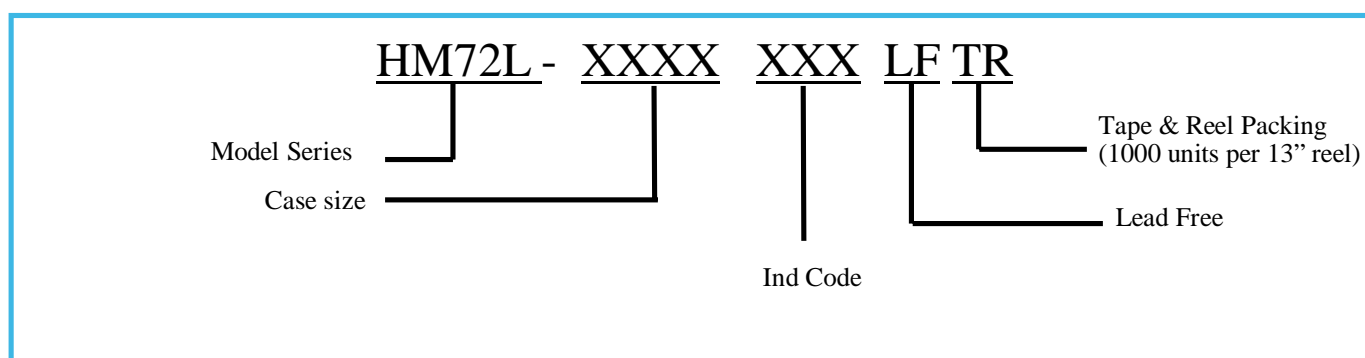 HM72L - XXXX XXX LF TR
Tape & Reel Packing
(1000 units per 13” reel)
Model Series
Case size
Lead Free
Ind Code